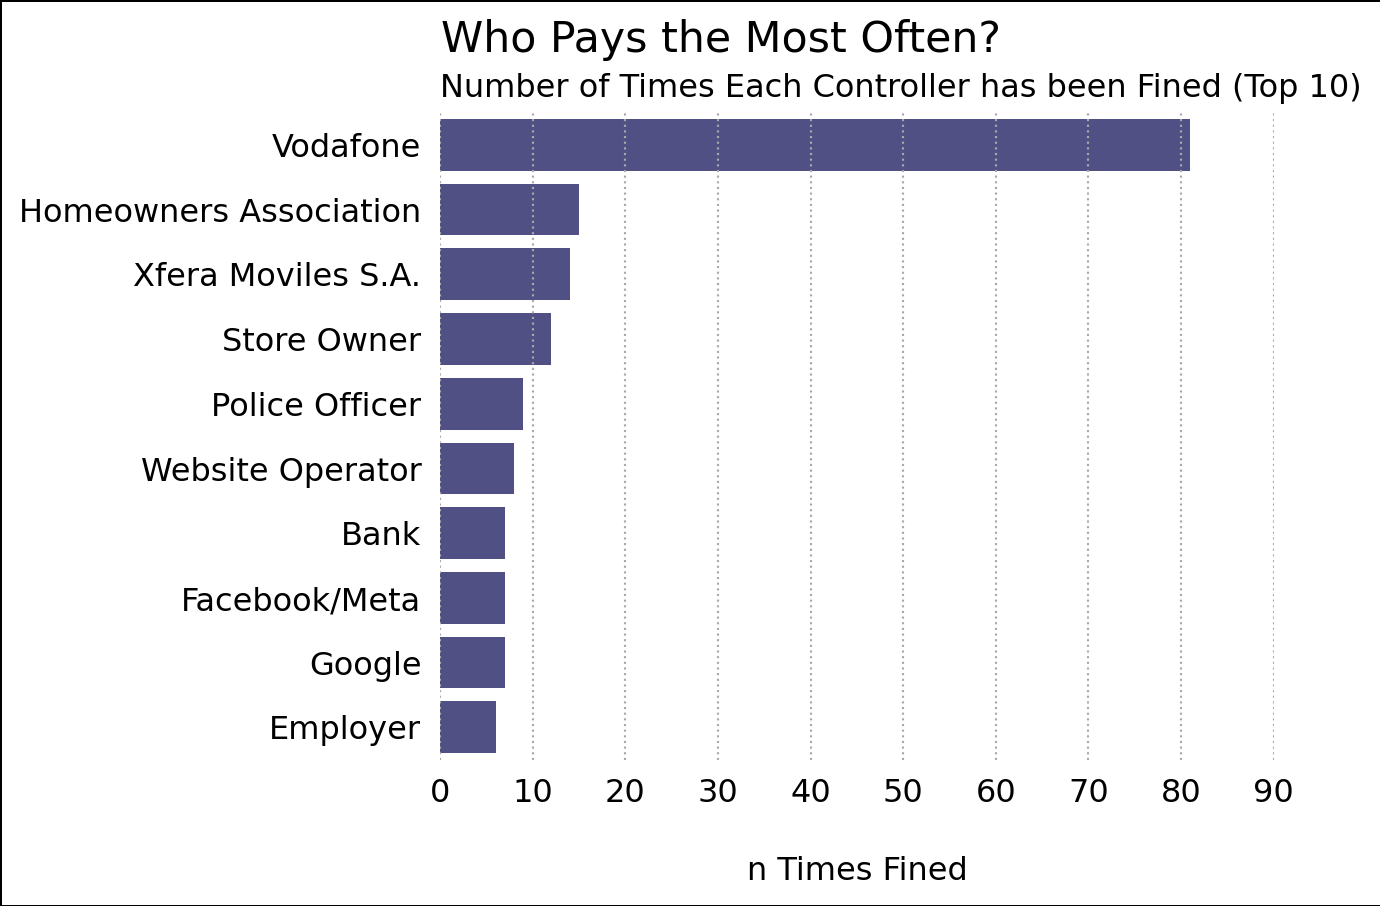 Who Pays the Most Often?
Number of Times Each Controller has been Fined (Top 10)
Vodafone
Homeowners Association
Xfera Moviles S.A.
Store Owner
Police Officer
Website Operator
Bank
Facebook/Meta
Google
Employer
0 10 20 30 40 50 60 70 80 90
n Times Fined